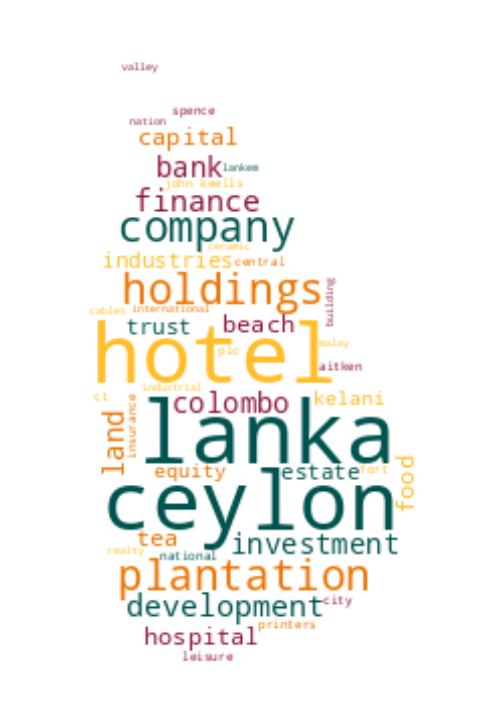 valley
spence
nation
capital
bank lankem
john keells
finance
company
ceramic
industries central
holdings
building
cables international
trust beach
hotel
malay
plc
aitken
industrial
ct
insurance
colombo kelani
land
lanka
equity estate fort
food
ceylon
tea investment
realty national
plantation
development city
printers
hospital
leisure